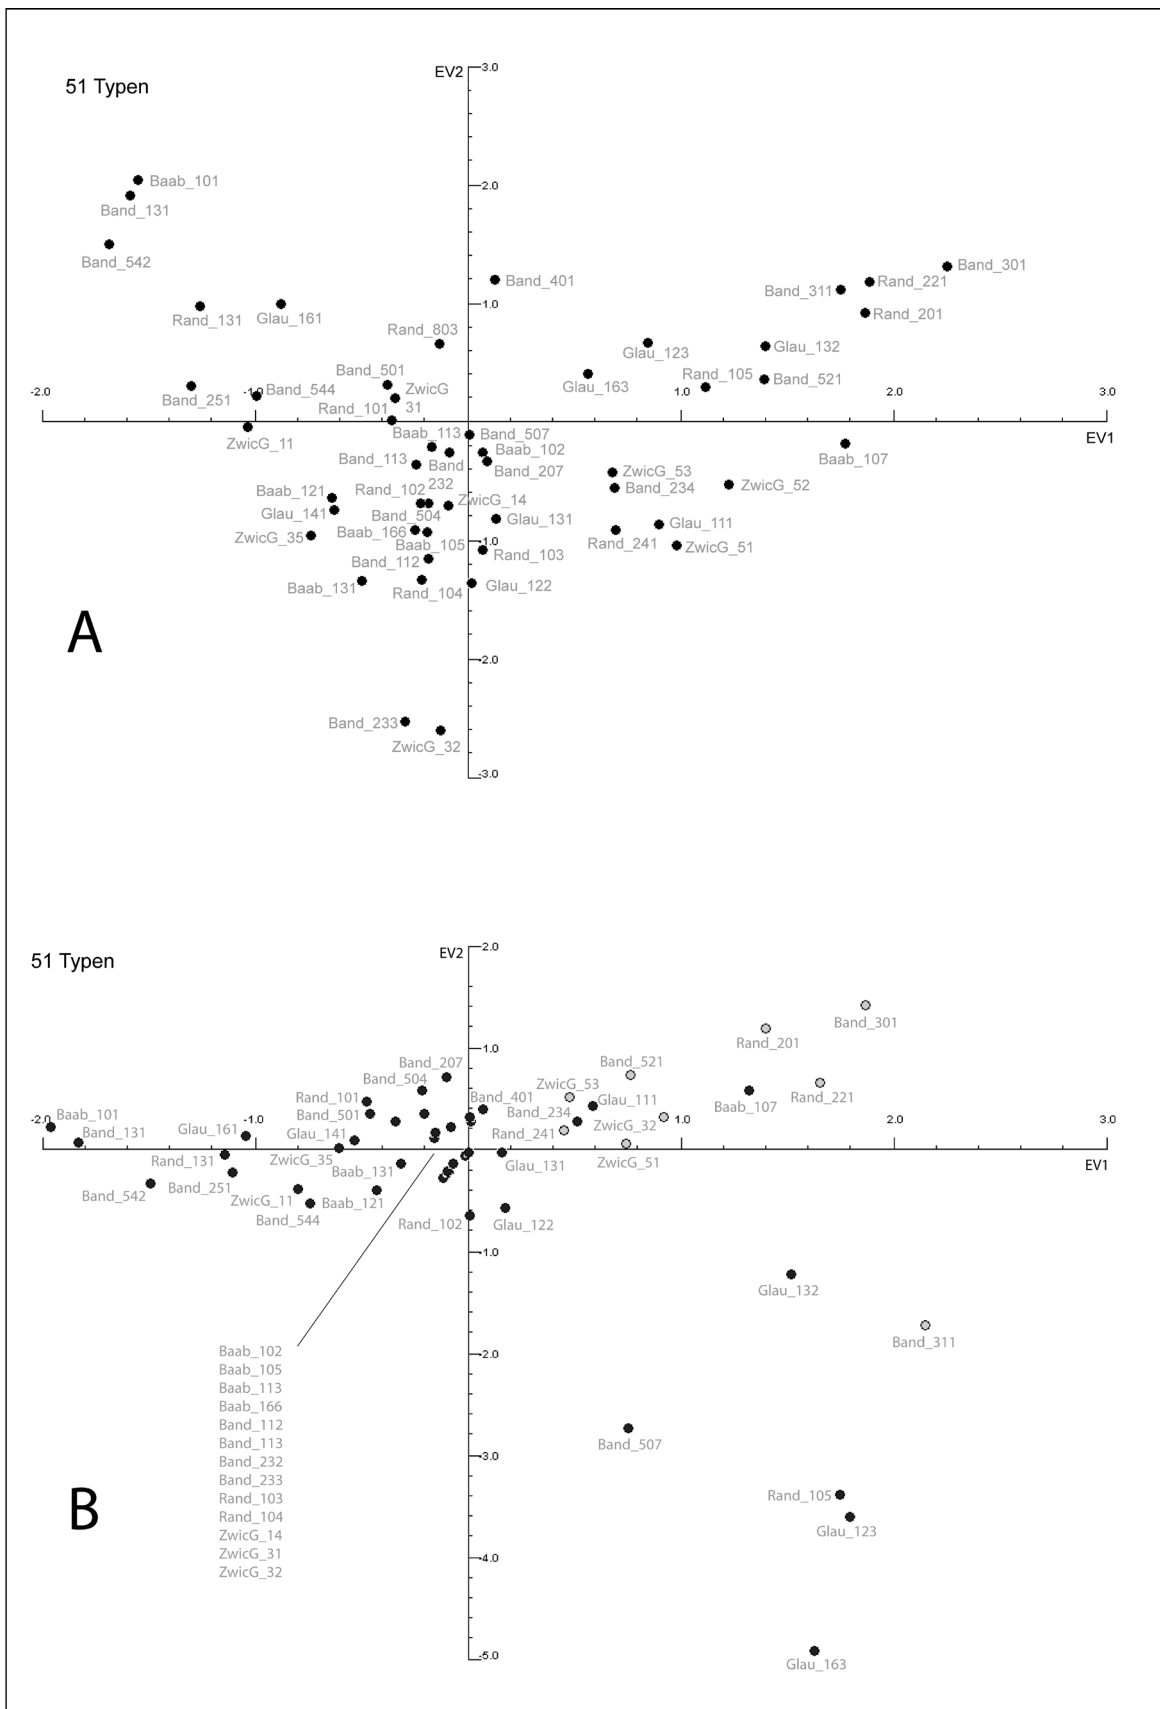 EV2
3.0
51 Typen
2.0
Baab_101
Band_131
Band_542
Band_301
Rand_221
Band_401
Band_311
1.0
Rand_201
Rand_131
Glau_161
Rand_803
Glau_123
Glau_132
Band_501
Rand_105
Band_521
Glau_163
-2.0
-1.0
Band_544
ZwicG
1.0
2.0
3.0
Band_251
Rand_101
31
Baab_113
Band_507
EV1
ZwicG_11
Baab_102
Baab_107
Band_113
Band
Band_207
ZwicG_53
232
ZwicG_52
Rand_102
Band_234
Baab_121
ZwicG_14
Glau_141
Band_504
Glau_131
Glau_111
ZwicG_35
Baab_166
Rand_241
-1.0
Baab_105
ZwicG_51
Rand_103
Band_112
Baab_131
Rand_104
Glau_122
A
-2.0
Band_233
ZwicG_32
-3.0
EV2
2.0
51 Typen
Band_301
Rand_201
1.0
Band_207
Band_521
Band_504
ZwicG_53
Rand_101
Band_401
Glau_111
Baab_107
Rand_221
Baab_101
Band_501
Band_234
ZwicG_32
-2.0
-1.0
1.0
2.0
3.0
Band_131
Glau_161
Glau_141
Rand_241
Rand_131
ZwicG_35
Baab_131
Glau_131
ZwicG_51
EV1
Band_542
Band_251
ZwicG_11
Baab_121
Band_544
Rand_102
Glau_122
-1.0
Glau_132
Band_311
-2.0
Baab_102
Baab_105
Baab_113
Baab_166
Band_112
Band_113
Band_232
Band_233
Rand_103
Rand_104
ZwicG_14
ZwicG_31
ZwicG_32
Band_507
-3.0
Rand_105
B
Glau_123
-4.0
-5.0
Glau_163